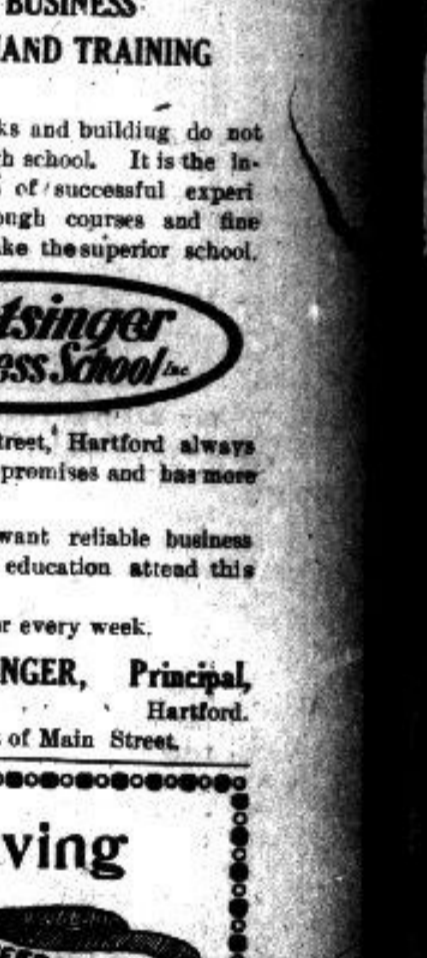 BUSINESS
AND TRAINING
ks and building do not
h school. It is the in-
of successful experi
ough courses and fine
ke the superior school.
tsinger
ess School Inc
treet, Hartford always
promises and has more
want reliable business
education attend this
r every week.
NGER, Principal,
Hartford.
of Main Street.
ving